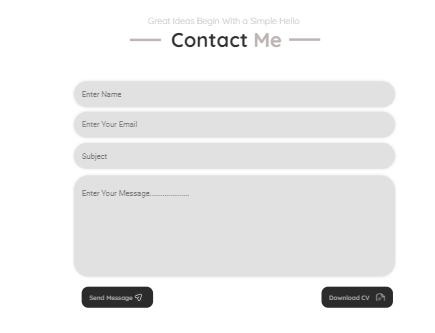 Great Ideas Begin With a Simple Hello
Contact Me
Enter Name
Enter Your Email
Subject
Enter Your Message....................
Send Message
Download CV